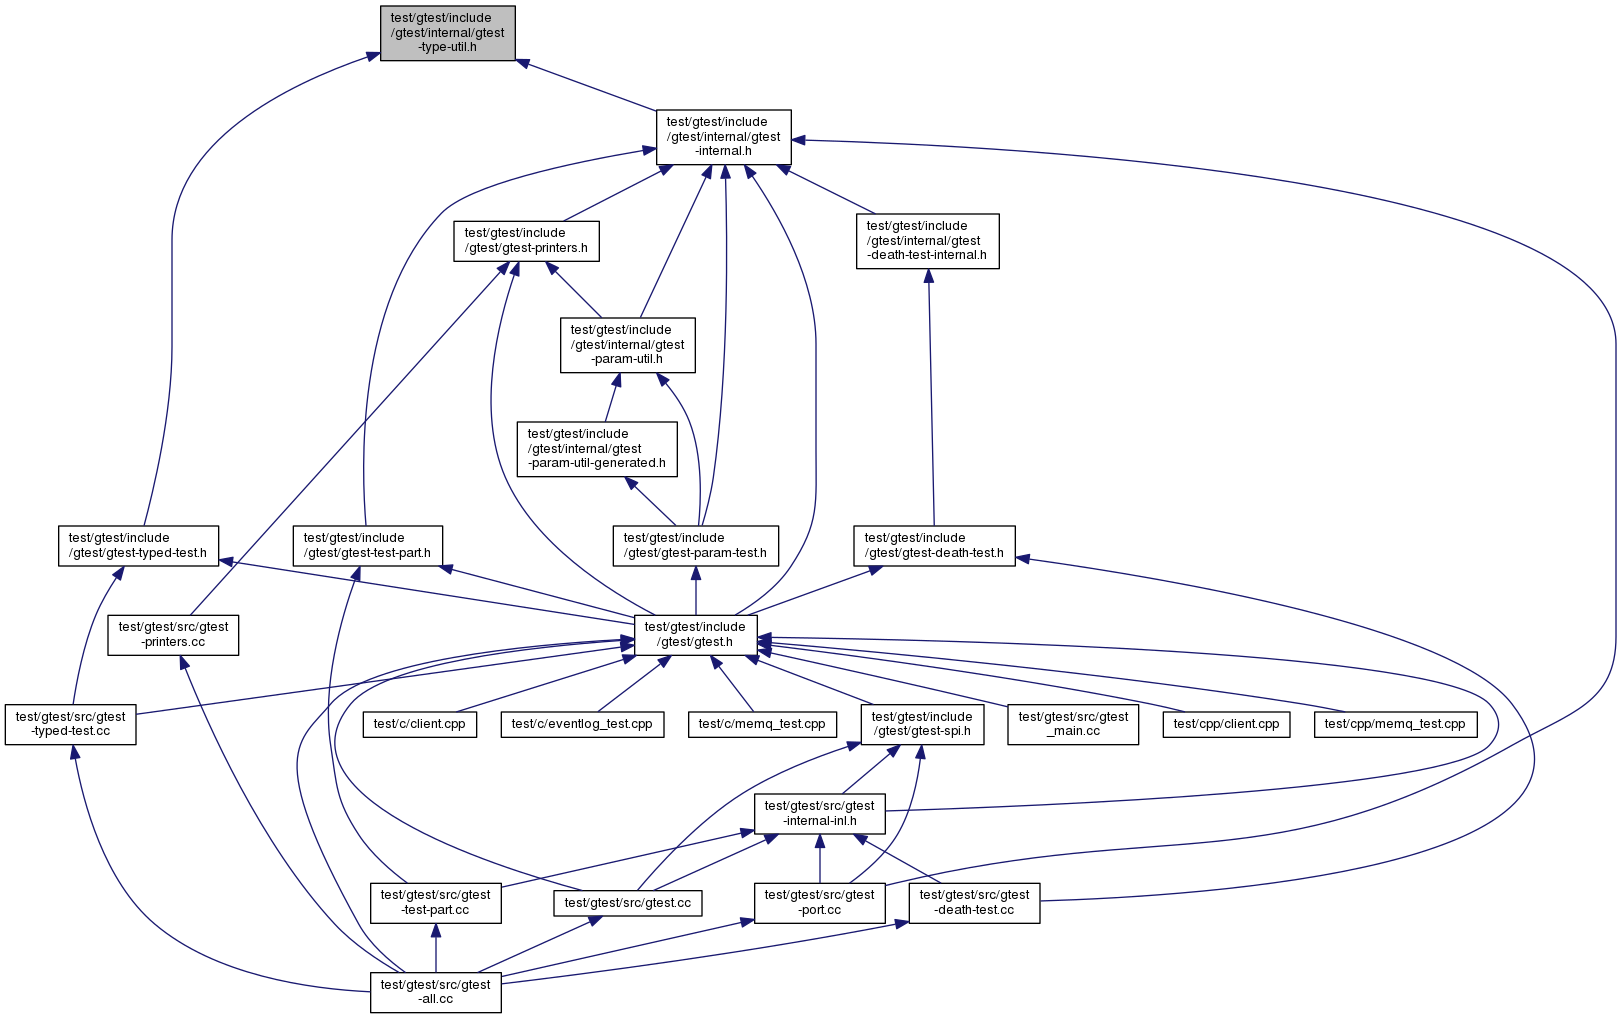 test/gtest/include
/gtest/internal/gtest
-type-util.h
test/gtest/include
/gtest/internal/gtest
-internal.h
test/gtest/include
/gtest/gtest-printers.h
test/gtest/include
/gtest/internal/gtest
-death-test-internal.h
test/gtest/include
/gtest/internal/gtest
-param-util.h
test/gtest/include
/gtest/internal/gtest
-param-util-generated.h
test/gtest/include
/gtest/gtest-typed-test.h
test/gtest/include
/gtest/gtest-test-part.h
test/gtest/include
/gtest/gtest-param-test.h
test/gtest/include
/gtest/gtest-death-test.h
test/gtest/src/gtest
-printers.cc
test/gtest/include
/gtest/gtest.h
test/gtest/src/gtest
-typed-test.cc
test/c/client.cpp
test/c/eventlog_test.cpp
test/c/memq_test.cpp
test/gtest/include
/gtest/gtest-spi.h
test/gtest/src/gtest
_main.cc
test/cpp/client.cpp
test/cpp/memq_test.cpp
test/gtest/src/gtest
-internal-inl.h
test/gtest/src/gtest
-test-part.cc
test/gtest/src/gtest.cc
test/gtest/src/gtest
-port.cc
test/gtest/src/gtest
-death-test.cc
test/gtest/src/gtest
-all.cc